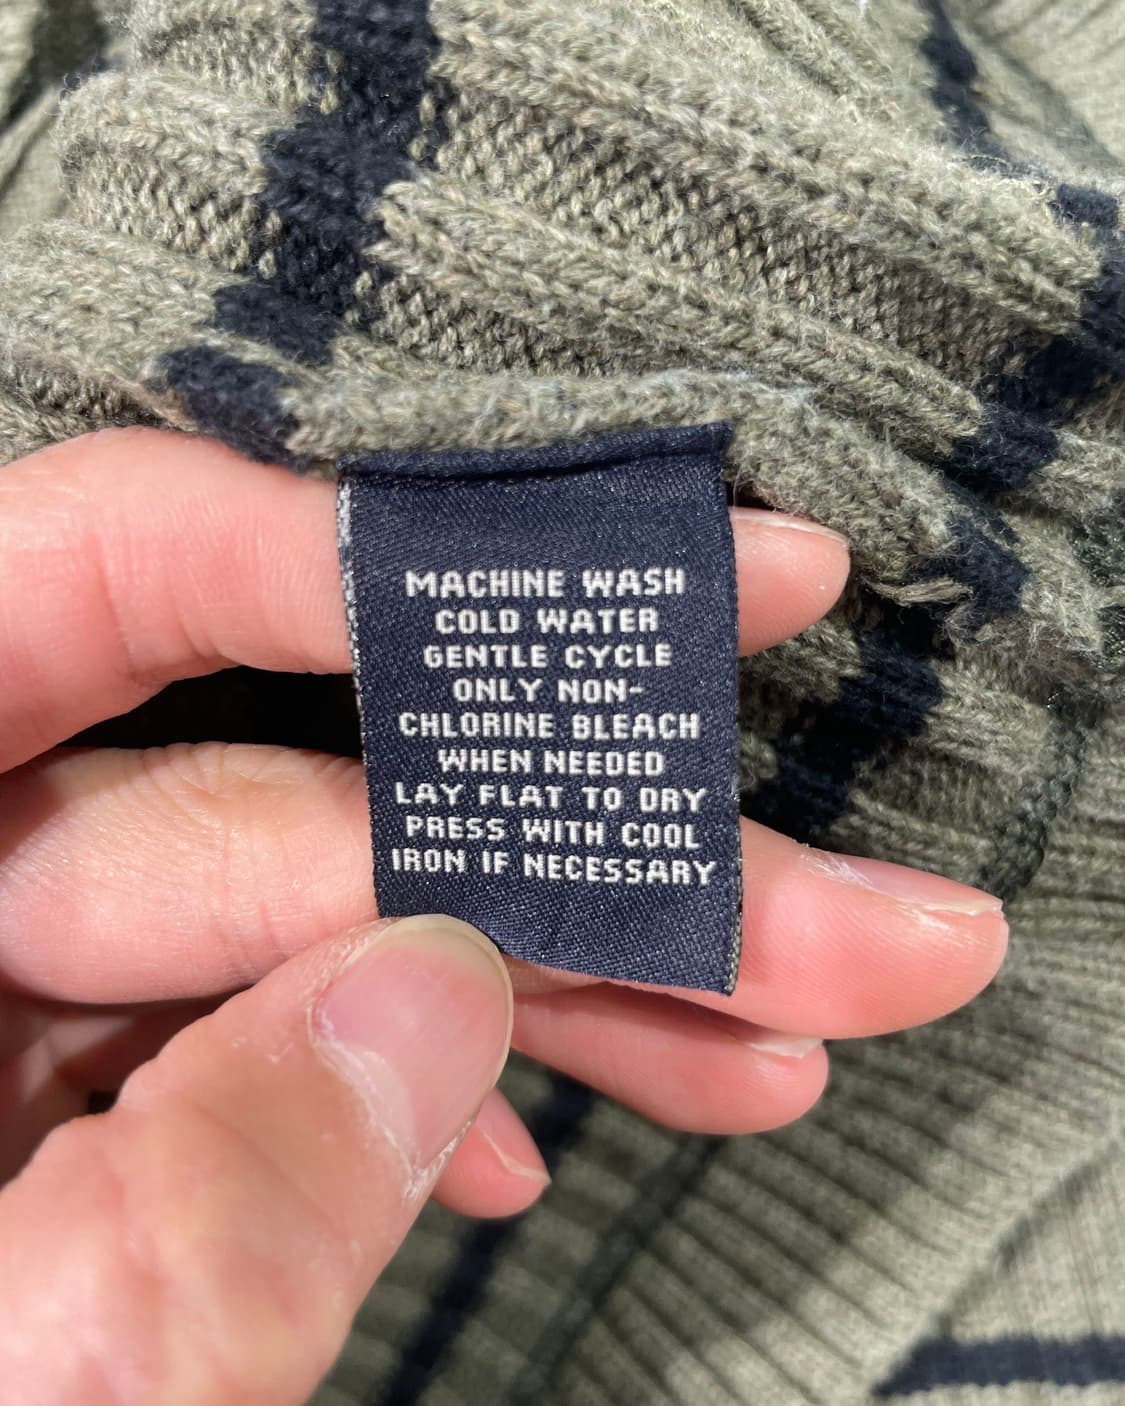 MACHINE WASH
COLD WATER
GENTLE CYCLE
ONLY NON-
CHLORINE BLEACH
WHEN NEEDED
LAY FLAT TO DRY
PRESS WITH COOL
IRON IF NECESSARY